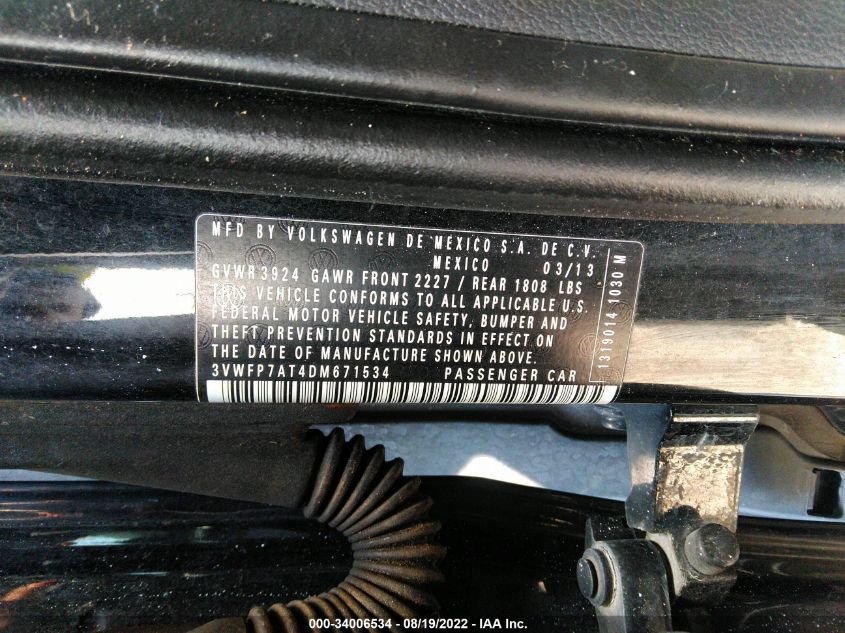 MFD BY VOLKSWAGEN DE MEXICO S.A. DE C.V.
MEXICO 03/13
GVWR 3924 GAWR FRONT 2227 / REAR 1808 LBS
THIS VEHICLE CONFORMS TO ALL APPLICABLE U.S.
FEDERAL MOTOR VEHICLE SAFETY, BUMPER AND
THEFT PREVENTION STANDARDS IN EFFECT ON
THE DATE OF MANUFACTURE SHOWN ABOVE.
3VWFP7AT4DM671534 PASSENGER CAR
1319014 1030 M
000-34006534 - 08/19/2022 - IAA Inc.